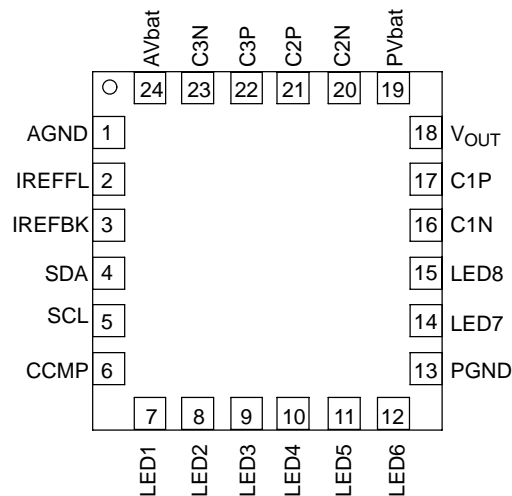 AVbat C3N C3P C2P C2N PVbat
24 23 22 21 20 19
AGND 1
IREFFL 2
IREFBK 3
SDA 4
SCL 5
CCMP 6
18 VOUT
17 C1P
16 C1N
15 LED8
14 LED7
13 PGND
7 8 9 10 11 12
LED1 LED2 LED3 LED4 LED5 LED6